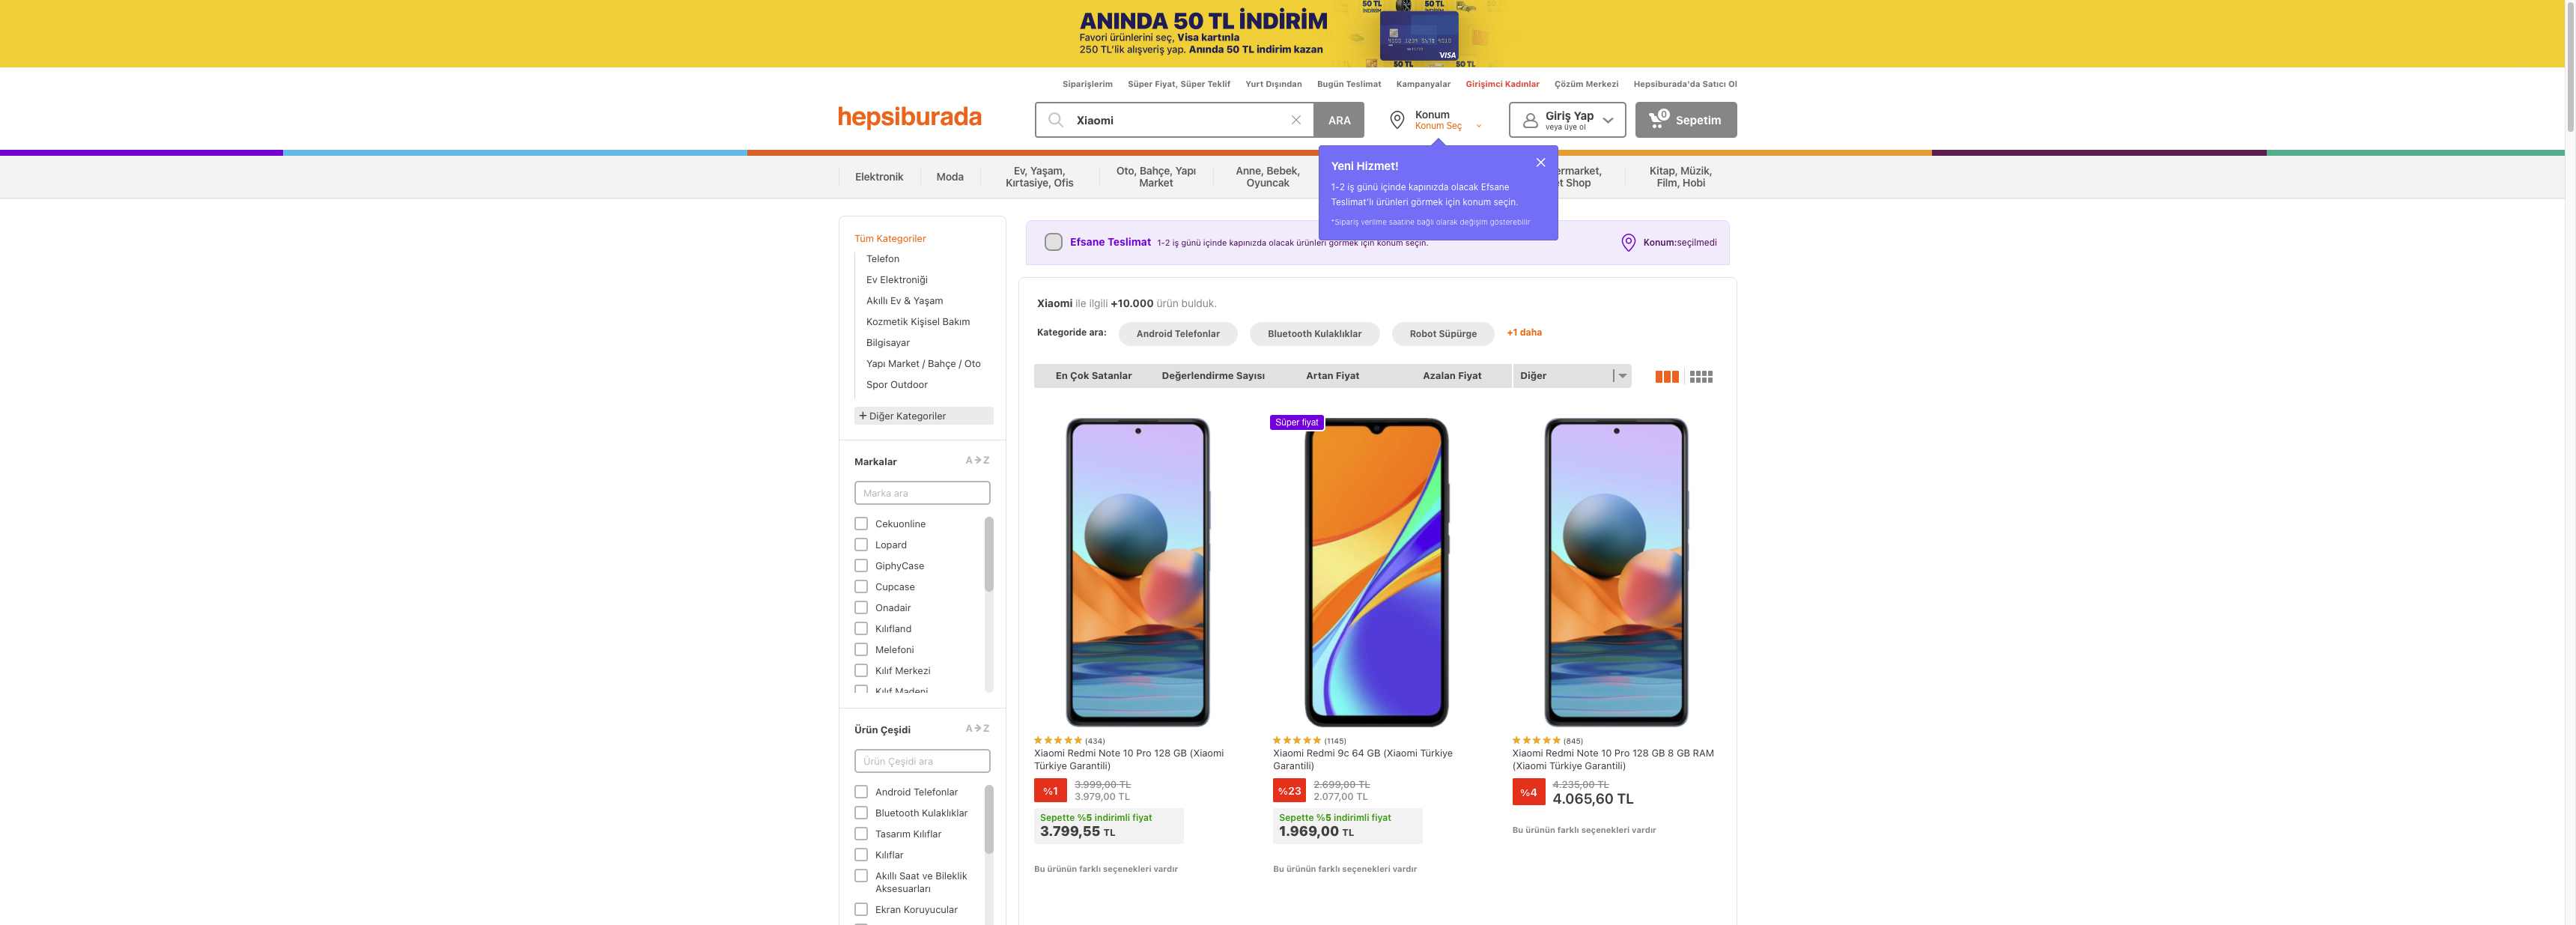 ANINDA 50 TL İNDİRİM
Favori ürünlerini seç, Visa kartınla
250 TL'lik alışveriş yap. Anında 50 TL indirim kazan
50 TL
İNDİRİM
50 TL
VISA
50 TL
50 TL
Siparişlerim
Süper Fiyat, Süper Teklif
Yurt Dışından
Bugün Teslimat
Kampanyalar
Girişimci Kadınlar
Çözüm Merkezi
Hepsiburada'da Satıcı Ol
hepsiburada
Xiaomi
ARA
Konum
Konum Seç
Giriş Yap
veya üye ol
0
Sepetim
Elektronik
Moda
Ev, Yaşam,
Kırtasiye, Ofis
Oto, Bahçe, Yapı
Market
Anne, Bebek,
Oyuncak
ermarket,
et Shop
Kitap, Müzik,
Film, Hobi
Yeni Hizmet!
1-2 iş günü içinde kapınızda olacak Efsane
Teslimat'lı ürünleri görmek için konum seçin.
*Sipariş verilme saatine bağlı olarak değişim gösterebilir
Efsane Teslimat 1-2 iş günü içinde kapınızda olacak ürünleri görmek için konum seçin.
Konum:seçilmedi
Tüm Kategoriler
Telefon
Ev Elektroniği
Akıllı Ev & Yaşam
Kozmetik Kişisel Bakım
Bilgisayar
Yapı Market / Bahçe / Oto
Spor Outdoor
+ Diğer Kategoriler
Markalar
A→Z
Marka ara
Cekuonline
Lopard
GiphyCase
Cupcase
Onadair
Kılıfland
Melefoni
Kılıf Merkezi
Kılıf Madeni
Ürün Çeşidi
A→Z
Ürün Çeşidi ara
Android Telefonlar
Bluetooth Kulaklıklar
Tasarım Kılıflar
Kılıflar
Akıllı Saat ve Bileklik
Aksesuarları
Ekran Koruyucular
Xiaomi ile ilgili +10.000 ürün bulduk.
Kategoride ara:
Android Telefonlar
Bluetooth Kulaklıklar
Robot Süpürge
+1 daha
En Çok Satanlar
Değerlendirme Sayısı
Artan Fiyat
Azalan Fiyat
Diğer
(434)
Xiaomi Redmi Note 10 Pro 128 GB (Xiaomi
Türkiye Garantili)
%1
3.999,00 TL
3.979,00 TL
Sepette %5 indirimli fiyat
3.799,55 TL
Bu ürünün farklı seçenekleri vardır
Süper fiyat
(1145)
Xiaomi Redmi 9c 64 GB (Xiaomi Türkiye
Garantili)
%23
2.699,00 TL
2.077,00 TL
Sepette %5 indirimli fiyat
1.969,00 TL
Bu ürünün farklı seçenekleri vardır
(845)
Xiaomi Redmi Note 10 Pro 128 GB 8 GB RAM
(Xiaomi Türkiye Garantili)
%4
4.235,00 TL
4.065,60 TL
Bu ürünün farklı seçenekleri vardır